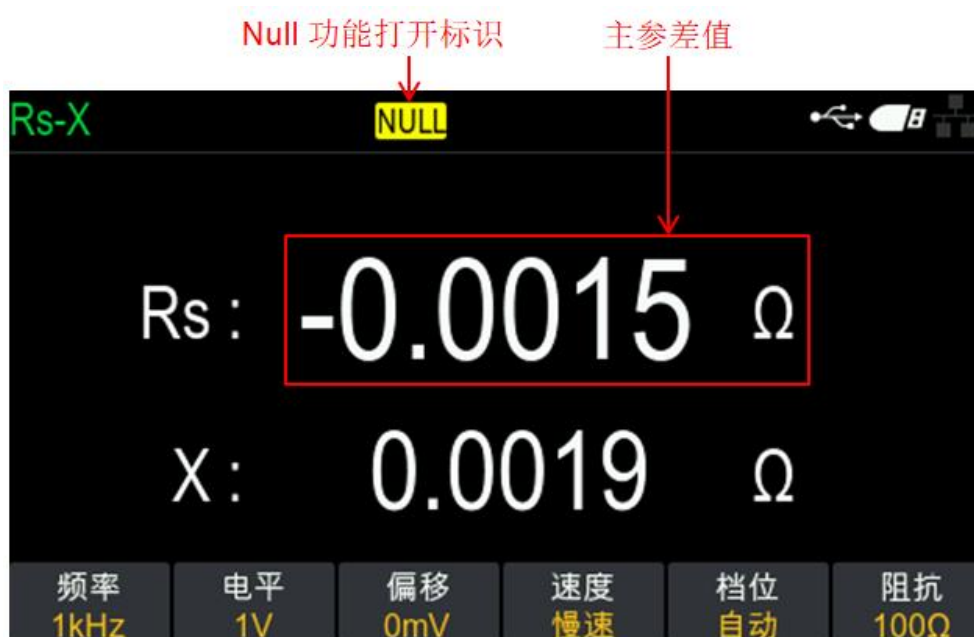 Null 功能打开标识 主参差值
Rs-X NULL
Rs : -0.0015 Ω
X : 0.0019 Ω
频率 电平 偏移 速度 档位 阻抗
1kHz 1V 0mV 慢速 自动 100Ω